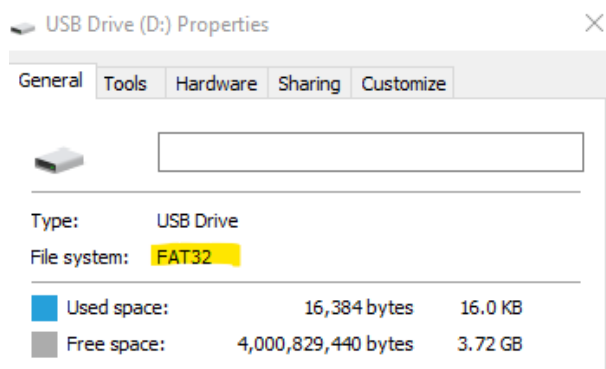 USB Drive (D:) Properties
General Tools Hardware Sharing Customize
Type: USB Drive
File system: FAT32
Used space: 16,384 bytes 16.0 KB
Free space: 4,000,829,440 bytes 3.72 GB